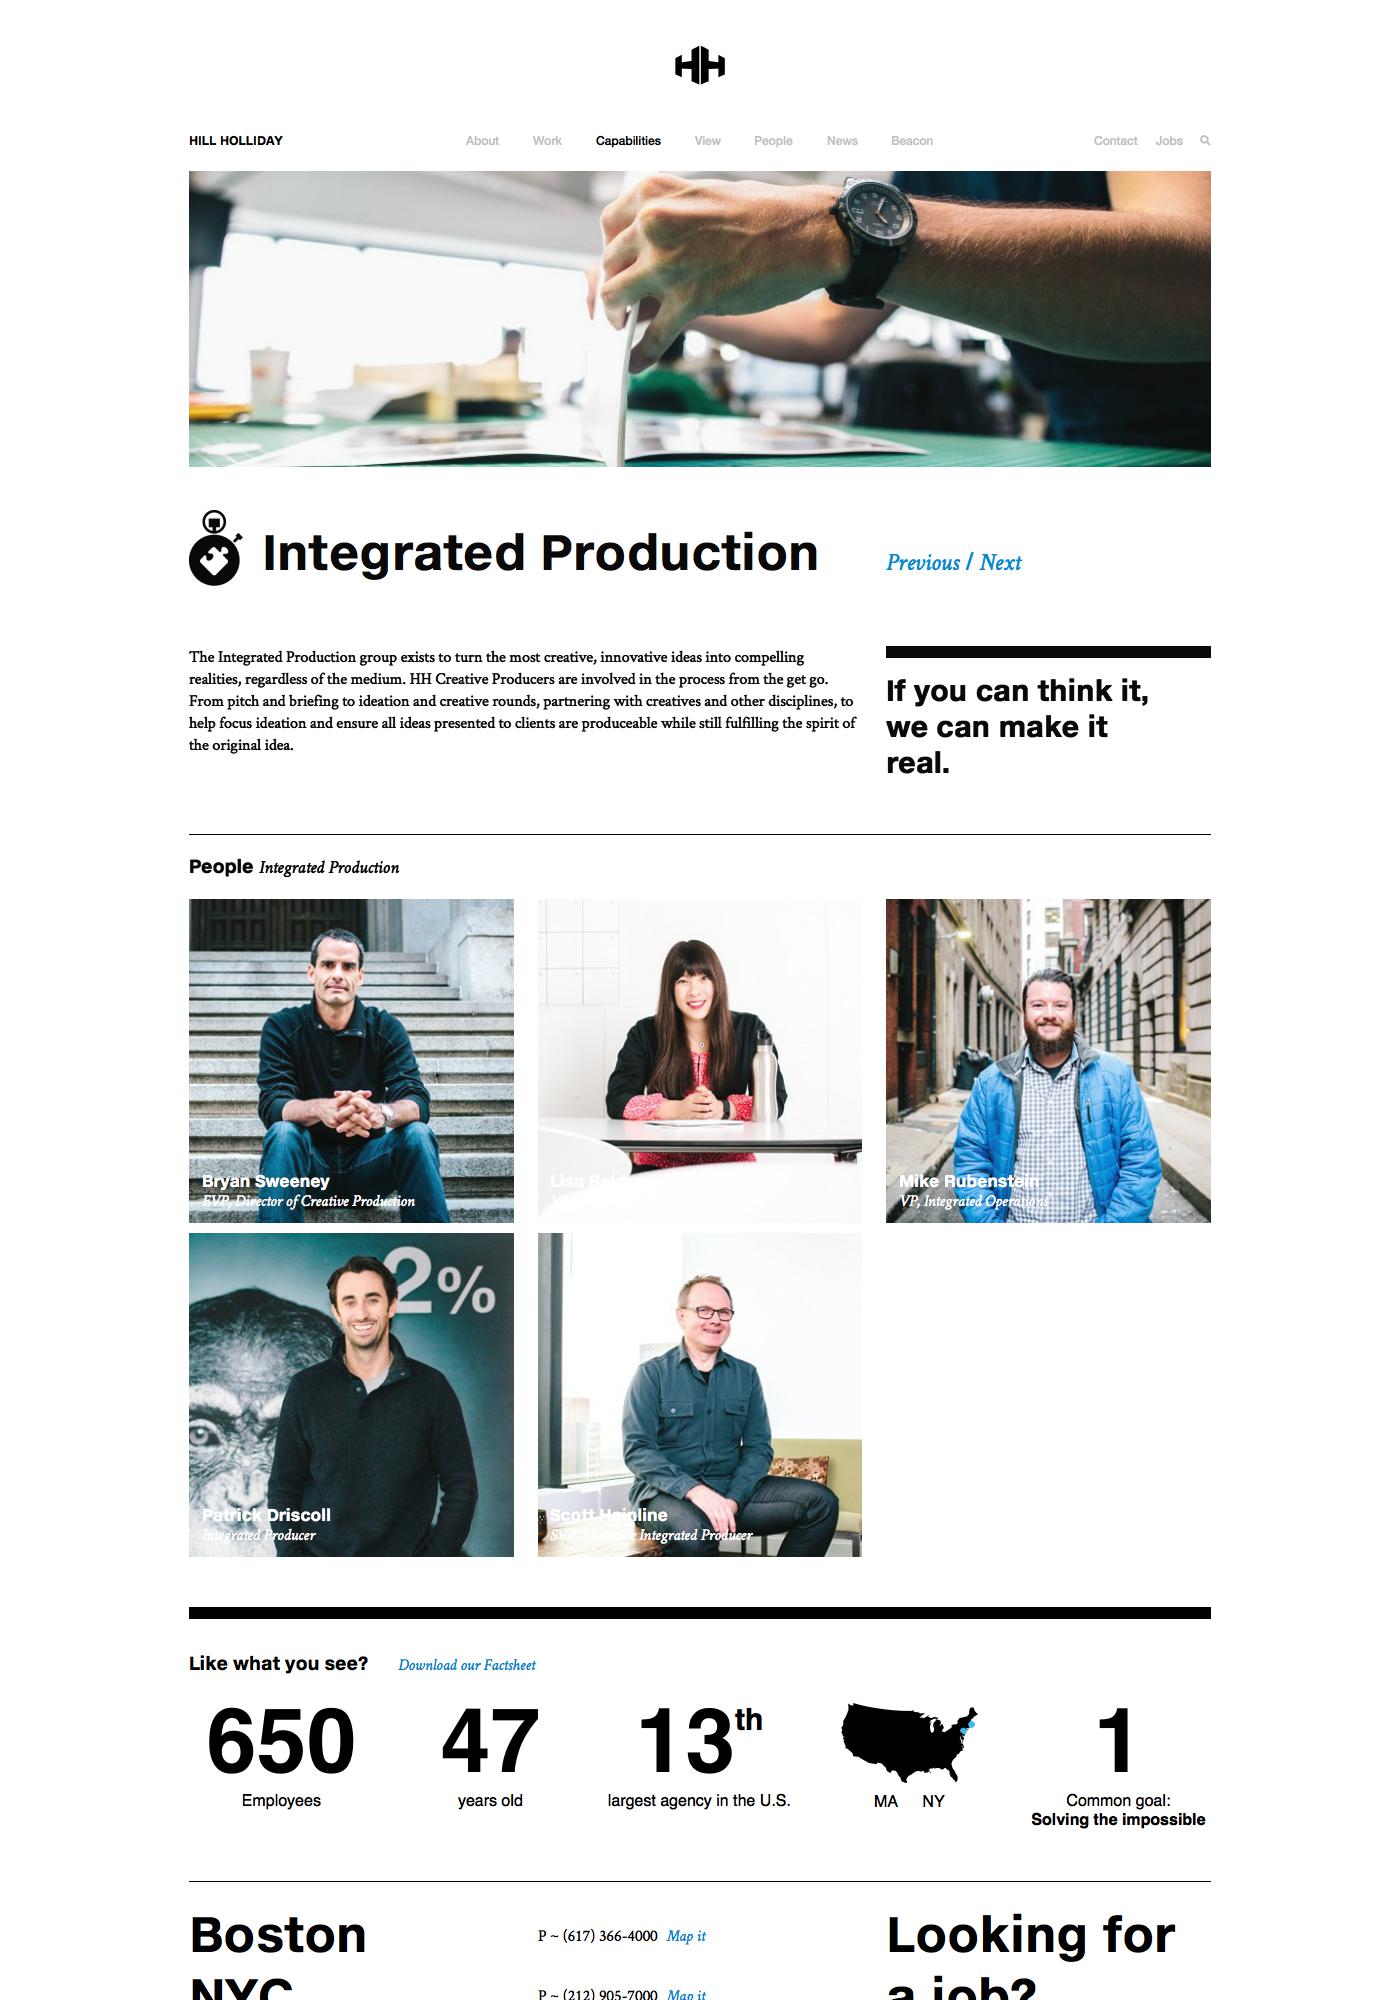 HH
HILL HOLLIDAY
About Work Capabilities View People News Beacon
Contact Jobs
Integrated Production
Previous / Next
The Integrated Production group exists to turn the most creative, innovative ideas into compelling
realities, regardless of the medium. HH Creative Producers are involved in the process from the get go.
From pitch and briefing to ideation and creative rounds, partnering with creatives and other disciplines, to
help focus ideation and ensure all ideas presented to clients are produceable while still fulfilling the spirit of
the original idea.
If you can think it,
we can make it
real.
People Integrated Production
Bryan Sweeney
EVP, Director of Creative Production
Lisa
Mike Rubenstein
VP, Integrated Operations
2%
Patrick Driscoll
Integrated Producer
Scott Hainline
Integrated Producer
Like what you see? Download our Factsheet
650
Employees
47
years old
13th
largest agency in the U.S.
MA NY
1
Common goal:
Solving the impossible
Boston
P ~ (617) 366-4000 Map it
NYC
P ~ (212) 905-7000 Map it
Looking for
a job?